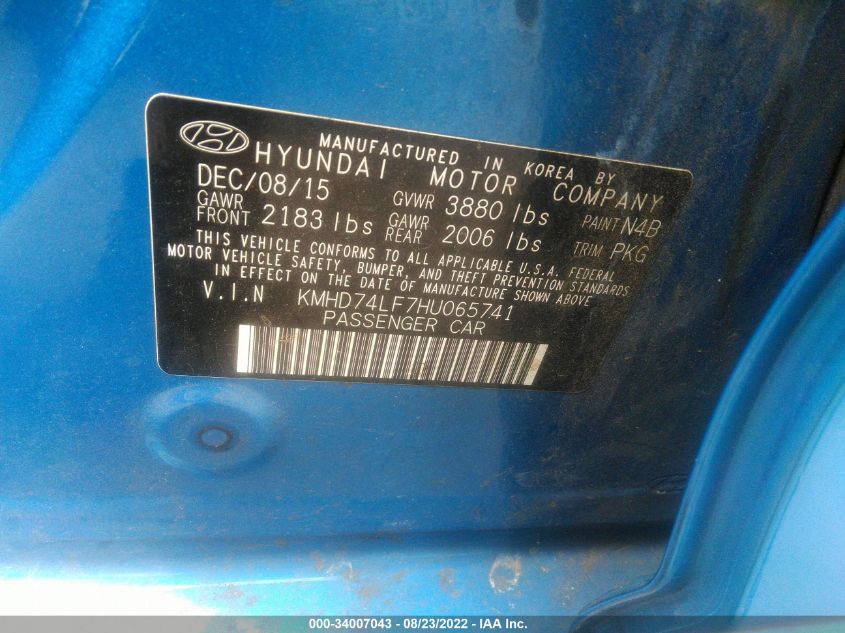 MANUFACTURED IN KOREA BY
HYUNDAI MOTOR COMPANY
DEC/08/15 GVWR 3880 lbs PAINT N4B
GAWR FRONT 2183 lbs GAWR REAR 2006 lbs TRIM PKG
THIS VEHICLE CONFORMS TO ALL APPLICABLE U.S.A. FEDERAL
MOTOR VEHICLE SAFETY, BUMPER, AND THEFT PREVENTION STANDARDS
IN EFFECT ON THE DATE OF MANUFACTURE SHOWN ABOVE.
V.I.N KMHD74LF7HU065741
PASSENGER CAR
000-34007043 - 08/23/2022 - IAA Inc.